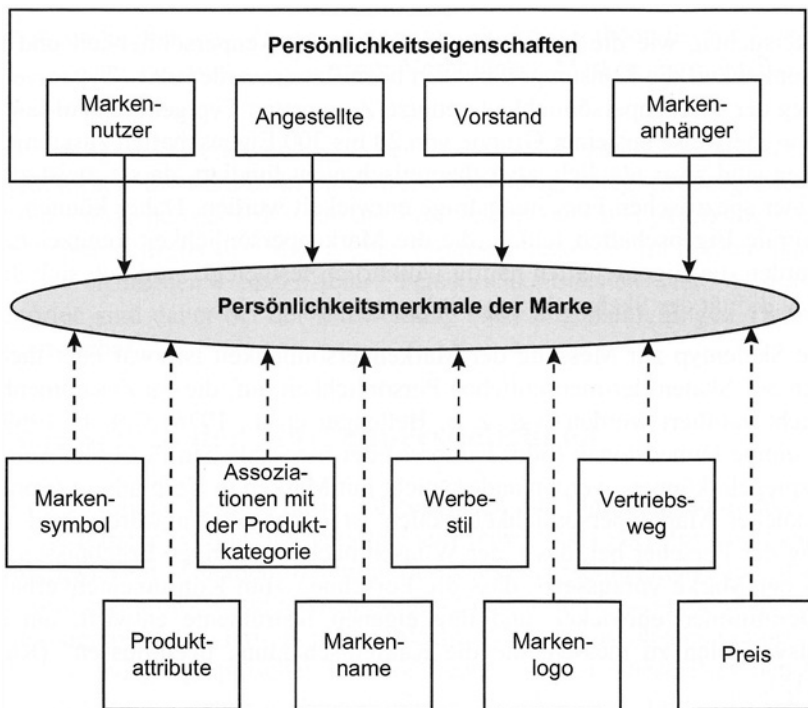 Persönlichkeitseigenschaften
Marken-
nutzer
Angestellte
Vorstand
Marken-
anhänger
Persönlichkeitsmerkmale der Marke
Marken-
symbol
Assozia-
tionen mit
der Produkt-
kategorie
Werbe-
stil
Vertriebs-
weg
Produkt-
attribute
Marken-
name
Marken-
logo
Preis